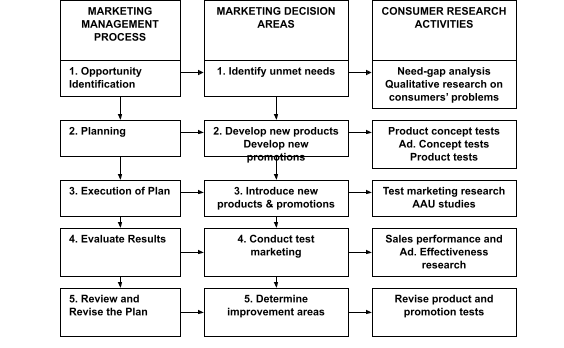 MARKETING
MANAGEMENT
PROCESS
MARKETING DECISION
AREAS
CONSUMER RESEARCH
ACTIVITIES
1. Opportunity
Identification
1. Identify unmet needs
Need-gap analysis
Qualitative research on
consumers' problems
2. Planning
2. Develop new products
Develop new
promotions
Product concept tests
Ad. Concept tests
Product tests
3. Execution of Plan
3. Introduce new
products & promotions
Test marketing research
AAU studies
4. Evaluate Results
4. Conduct test
marketing
Sales performance and
Ad. Effectiveness
research
5. Review and
Revise the Plan
5. Determine
improvement areas
Revise product and
promotion tests